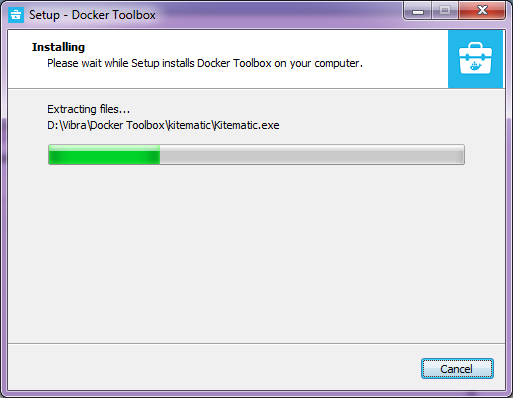 Setup - Docker Toolbox
Installing
Please wait while Setup installs Docker Toolbox on your computer.
Extracting files...
D:\Vibra\Docker Toolbox\kitematic\Kitematic.exe
Cancel